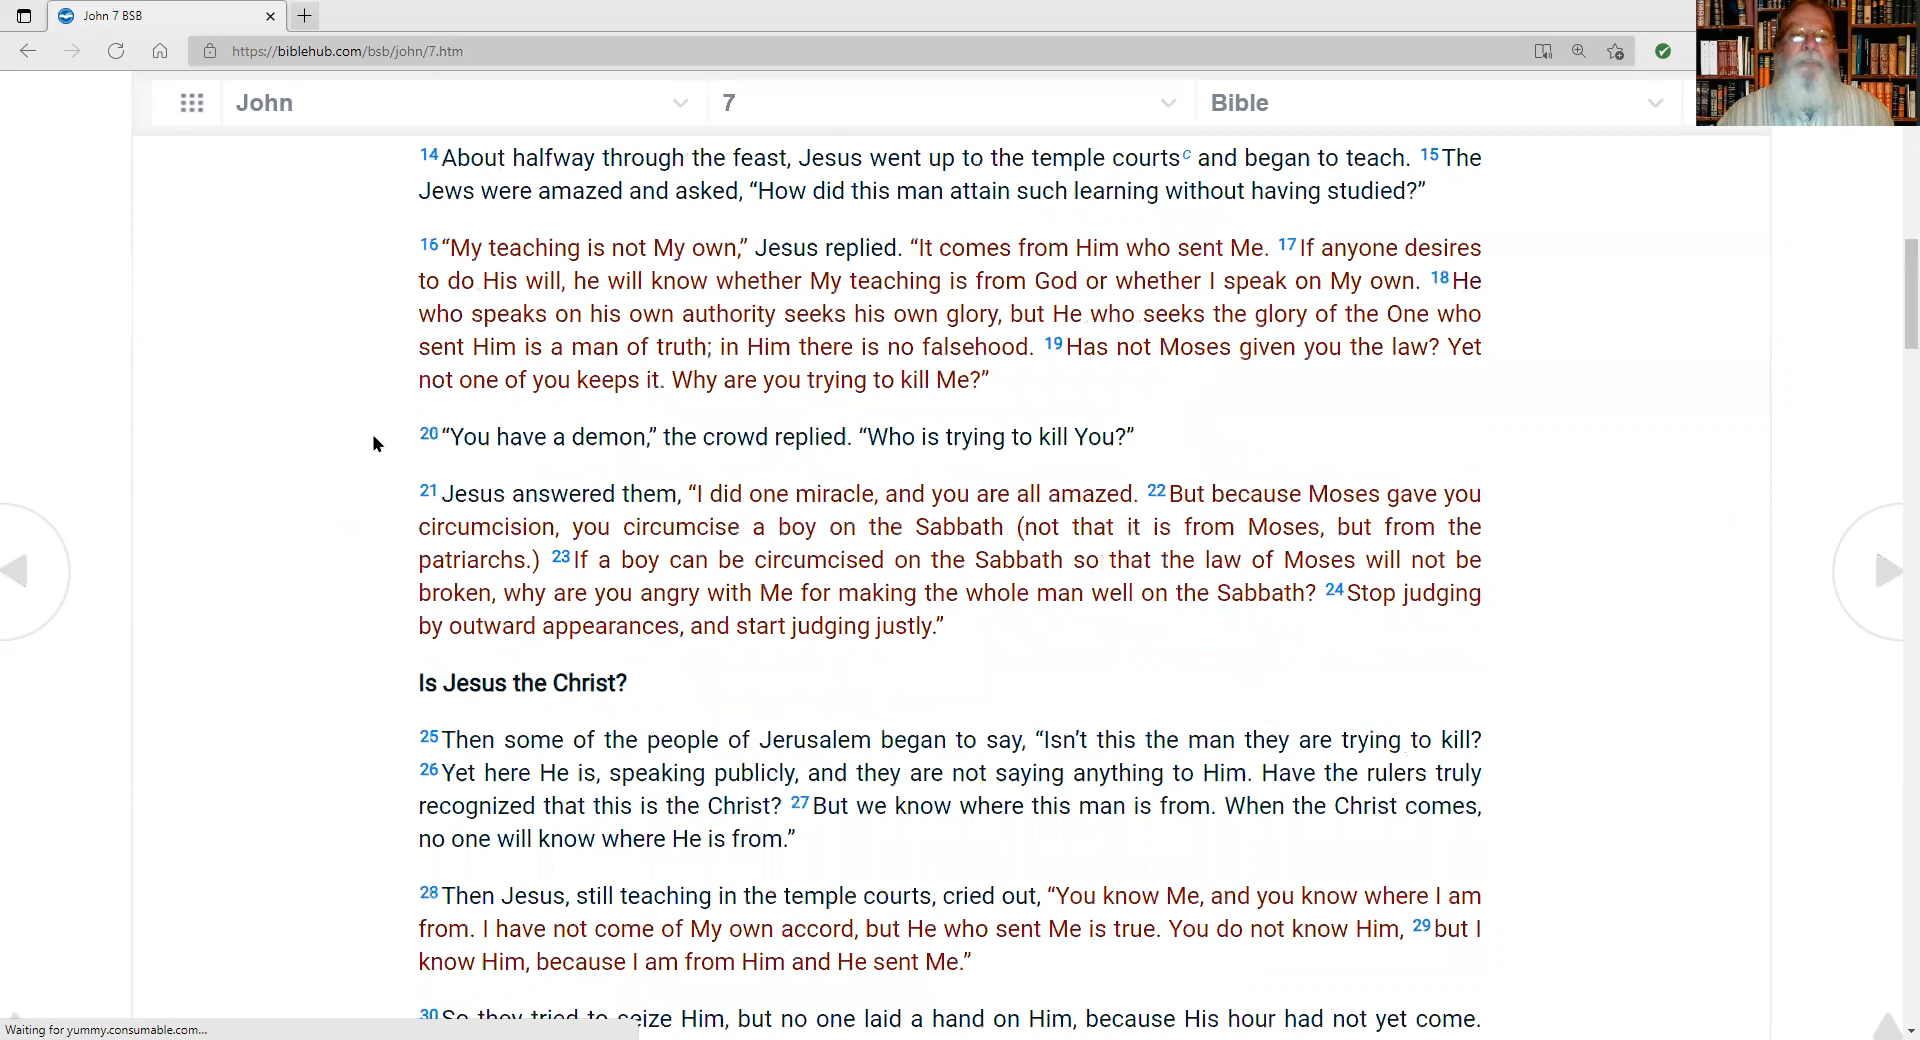 John 7 BSB
https://biblehub.com/bsb/john/7.htm
John
7
Bible
14 About halfway through the feast, Jesus went up to the temple courts c and began to teach. 15 The
Jews were amazed and asked, “How did this man attain such learning without having studied?”
16 “My teaching is not My own,” Jesus replied. “It comes from Him who sent Me. 17 If anyone desires
to do His will, he will know whether My teaching is from God or whether I speak on My own. 18 He
who speaks on his own authority seeks his own glory, but He who seeks the glory of the One who
sent Him is a man of truth; in Him there is no falsehood. 19 Has not Moses given you the law? Yet
not one of you keeps it. Why are you trying to kill Me?”
20 “You have a demon,” the crowd replied. “Who is trying to kill You?”
21 Jesus answered them, “I did one miracle, and you are all amazed. 22 But because Moses gave you
circumcision, you circumcise a boy on the Sabbath (not that it is from Moses, but from the
patriarchs.) 23 If a boy can be circumcised on the Sabbath so that the law of Moses will not be
broken, why are you angry with Me for making the whole man well on the Sabbath? 24 Stop judging
by outward appearances, and start judging justly.”
Is Jesus the Christ?
25 Then some of the people of Jerusalem began to say, “Isn’t this the man they are trying to kill?
26 Yet here He is, speaking publicly, and they are not saying anything to Him. Have the rulers truly
recognized that this is the Christ? 27 But we know where this man is from. When the Christ comes,
no one will know where He is from.”
28 Then Jesus, still teaching in the temple courts, cried out, “You know Me, and you know where I am
from. I have not come of My own accord, but He who sent Me is true. You do not know Him, 29 but I
know Him, because I am from Him and He sent Me.”
30 So they tried to seize Him, but no one laid a hand on Him, because His hour had not yet come.
Waiting for yummy.consumable.com...